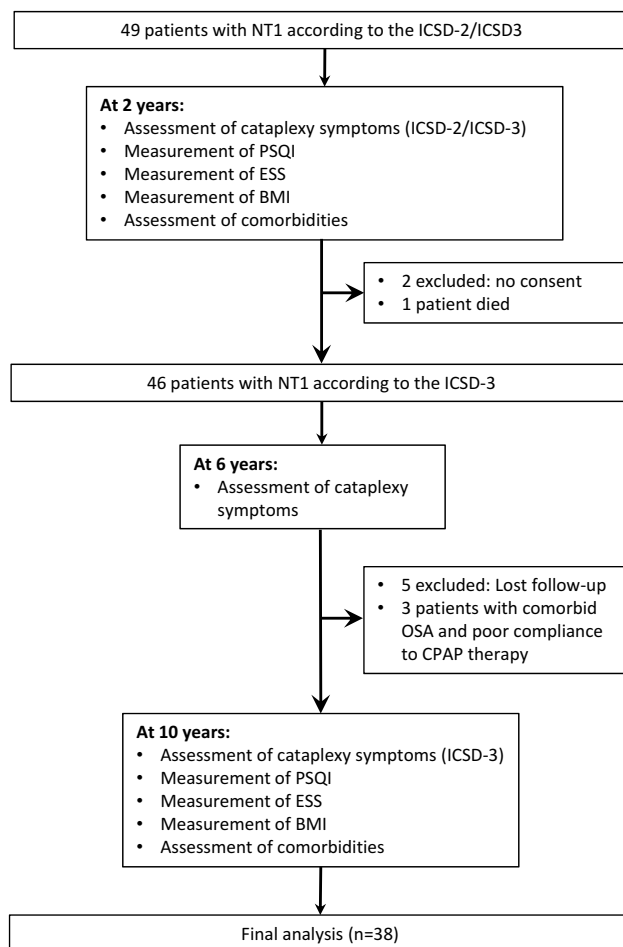 49 patients with NT1 according to the ICSD-2/ICSD3
At 2 years:
• Assessment of cataplexy symptoms (ICSD-2/ICSD-3)
• Measurement of PSQI
• Measurement of ESS
• Measurement of BMI
• Assessment of comorbidities
• 2 excluded: no consent
• 1 patient died
46 patients with NT1 according to the ICSD-3
At 6 years:
• Assessment of cataplexy
symptoms
• 5 excluded: Lost follow-up
• 3 patients with comorbid
OSA and poor compliance
to CPAP therapy
At 10 years:
• Assessment of cataplexy symptoms (ICSD-3)
• Measurement of PSQI
• Measurement of ESS
• Measurement of BMI
• Assessment of comorbidities
Final analysis (n=38)